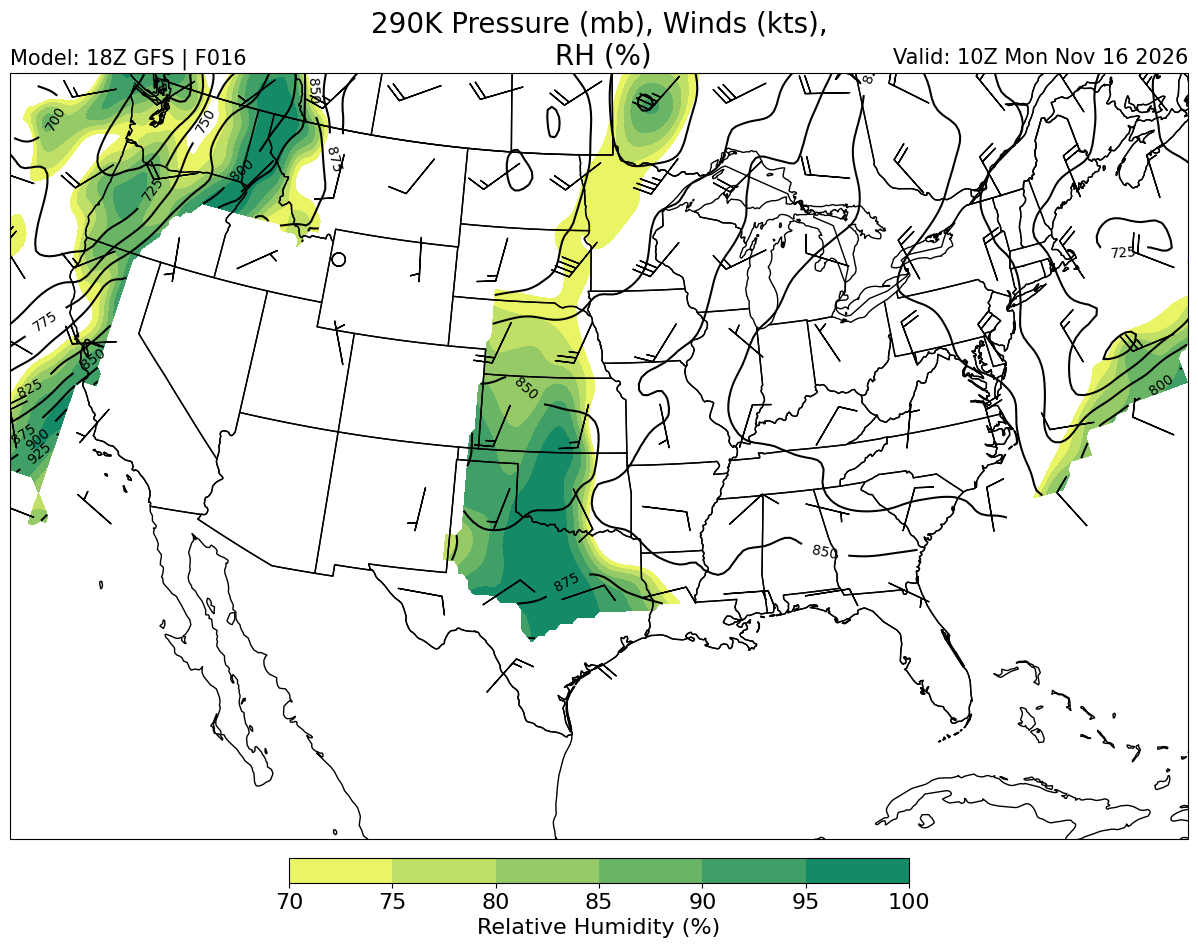 290K Pressure (mb), Winds (kts),
RH (%)
Model: 18Z GFS | F016
Valid: 10Z Mon Nov 16 2026
850
700
750
875
800
725
725
775
850
825
850
800
875
900
925
850
875
70 75 80 85 90 95 100
Relative Humidity (%)